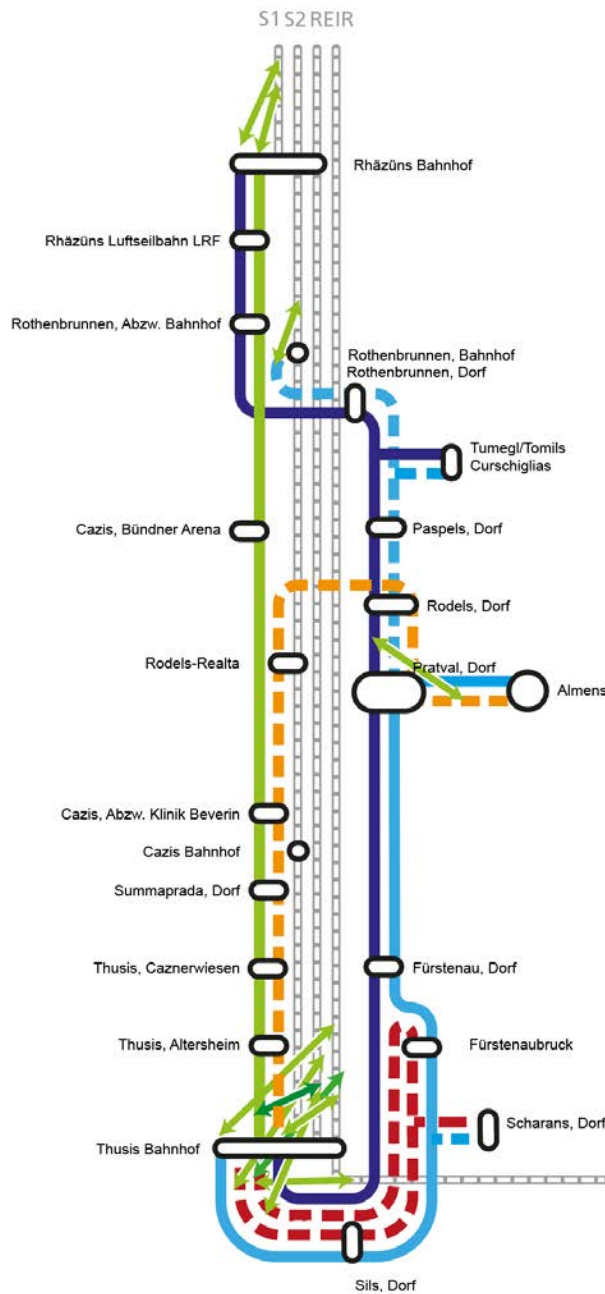 S1 S2 RE IR
Rhäzüns Bahnhof
Rhäzüns Luftseilbahn LRF
Rothenbrunnen, Abzw. Bahnhof
Rothenbrunnen, Bahnhof
Rothenbrunnen, Dorf
Tumegl/Tomils
Curschiglias
Cazis, Bündner Arena
Paspels, Dorf
Rodels, Dorf
Rodels-Realta
Pratval, Dorf
Almens
Cazis, Abzw. Klinik Beverin
Cazis Bahnhof
Summaprada, Dorf
Thusis, Caznerwiesen
Fürstenau, Dorf
Thusis, Altersheim
Fürstenaubruck
Scharans, Dorf
Thusis Bahnhof
Sils, Dorf